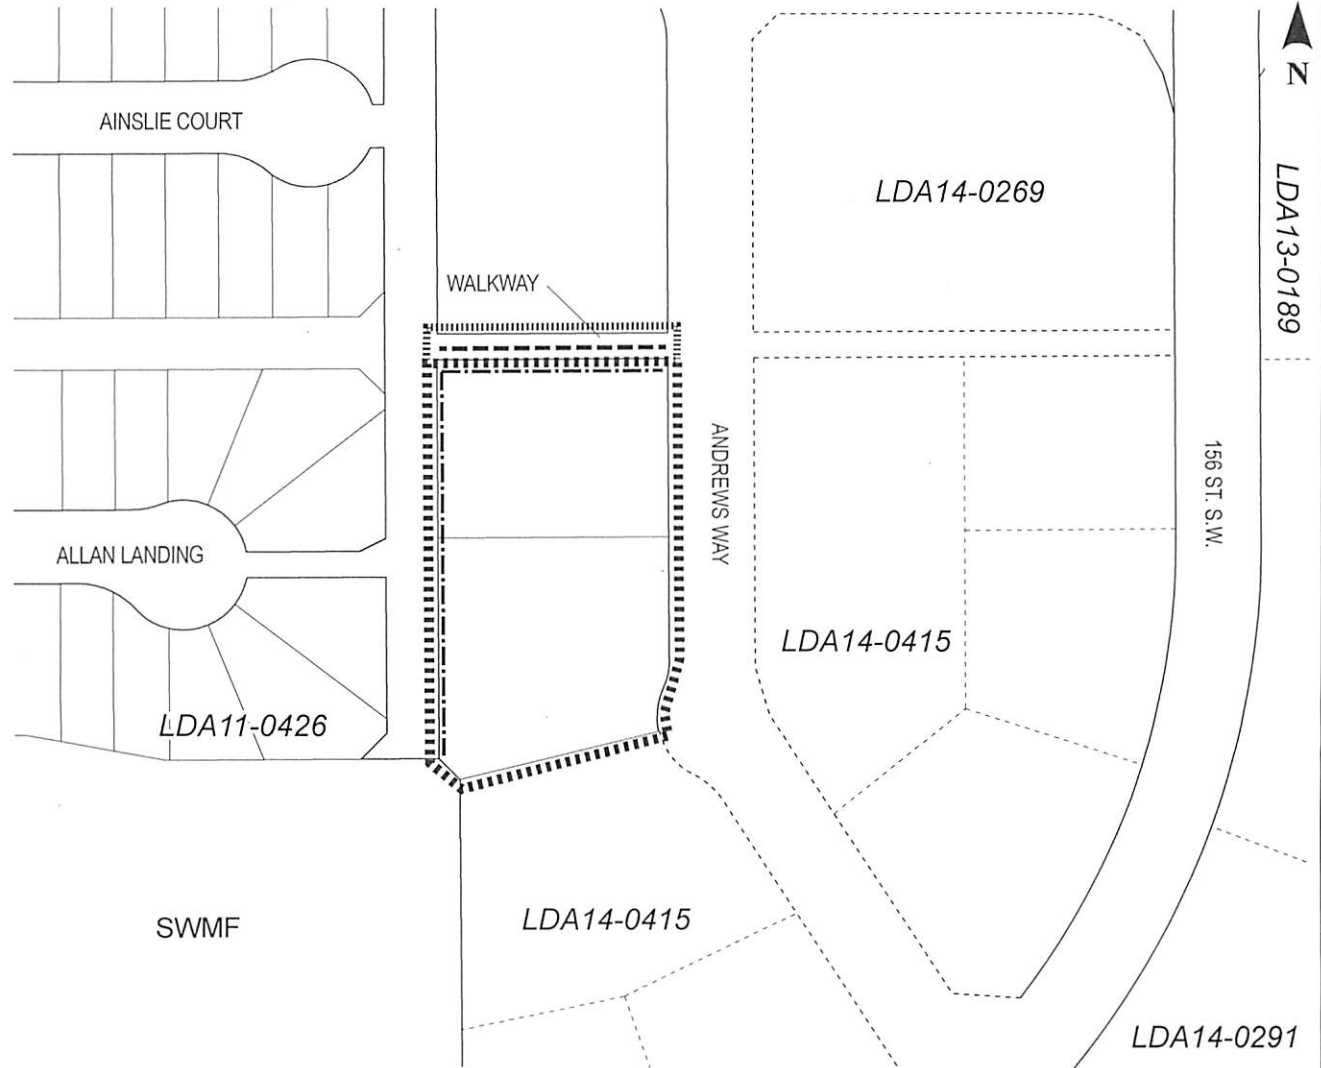 N
AINSLIE COURT
LDA14-0269
LDA13-0189
WALKWAY
ANDREWS WAY
156 ST. S.W.
ALLAN LANDING
LDA14-0415
LDA11-0426
SWMF
LDA14-0415
LDA14-0291